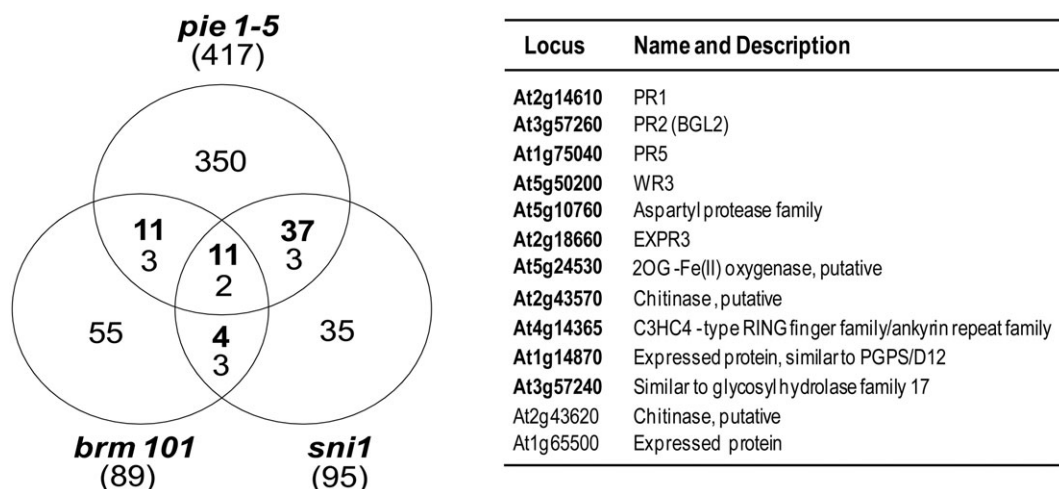 pie 1-5
(417)
350
11
3
11
2
37
3
55
4
3
35
brm 101
(89)
sni1
(95)
Locus Name and Description
At2g14610 PR1
At3g57260 PR2 (BGL2)
At1g75040 PR5
At5g50200 WR3
At5g10760 Aspartyl protease family
At2g18660 EXPR3
At5g24530 2OG -Fe(II) oxygenase, putative
At2g43570 Chitinase , putative
At4g14365 C3HC4 -type RING finger family/ankyrin repeat family
At1g14870 Expressed protein, similar to PGPS/D12
At3g57240 Similar to glycosyl hydrolase family 17
At2g43620 Chitinase, putative
At1g65500 Expressed protein